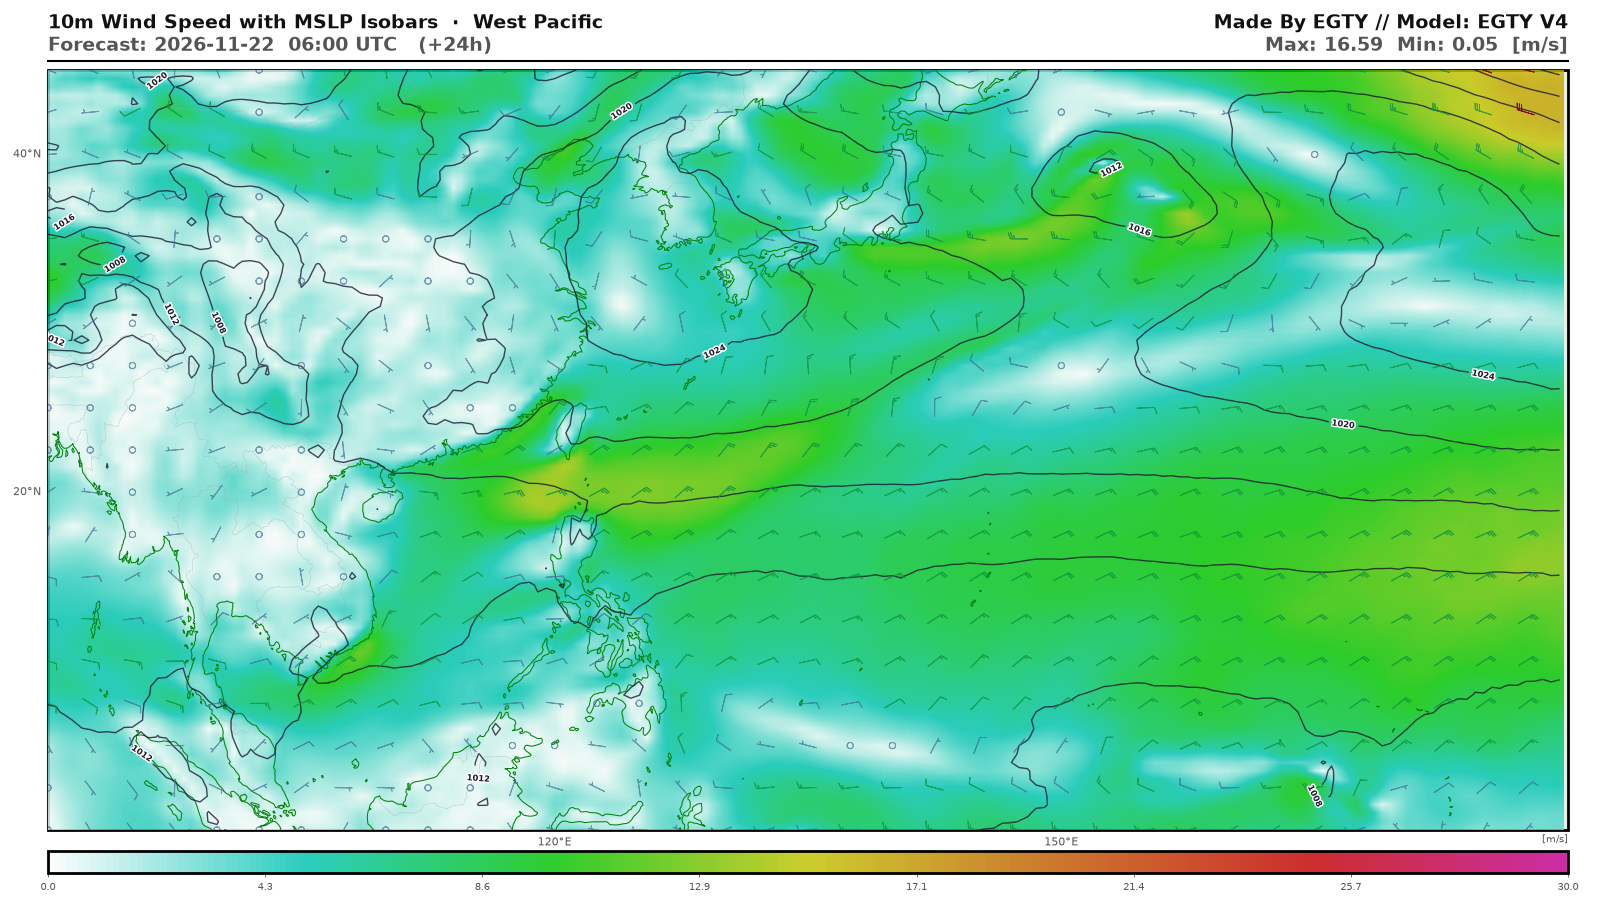 10m Wind Speed with MSLP Isobars · West Pacific
Made By EGTY // Model: EGTY V4
Forecast: 2026-11-22 06:00 UTC (+24h)
Max: 16.59 Min: 0.05 [m/s]
1020
1020
40°N
1012
1016
1016
1008
1012
1008
012
1024
1024
1020
20°N
1012
1012
1008
120°E
150°E
[m/s]
0.0
4.3
8.6
12.9
17.1
21.4
25.7
30.0